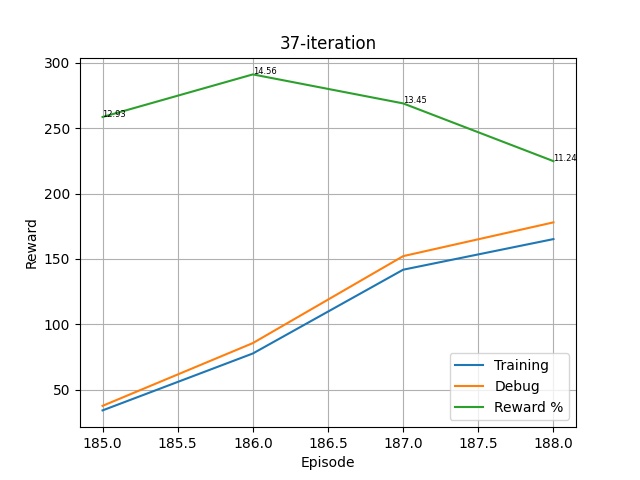 37-iteration
300
250
200
150
100
50
Reward
12.93
14.56
13.45
11.24
Training
Debug
Reward %
185.0 185.5 186.0 186.5 187.0 187.5 188.0
Episode